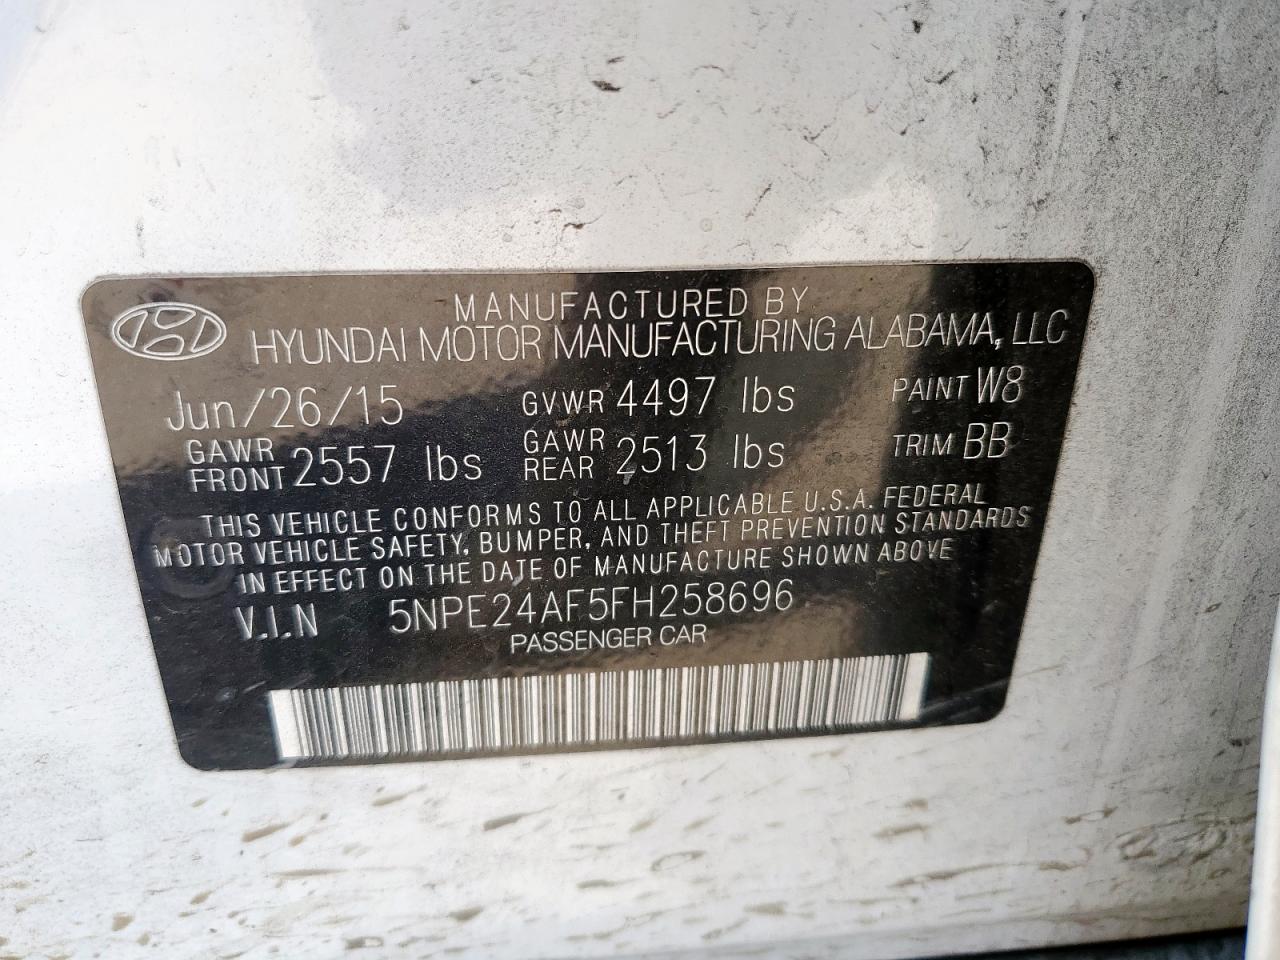 MANUFACTURED BY
HYUNDAI MOTOR MANUFACTURING ALABAMA, LLC
Jun/26/15 GVWR 4497 lbs PAINT W8
GAWR FRONT 2557 lbs GAWR REAR 2513 lbs TRIM BB
THIS VEHICLE CONFORMS TO ALL APPLICABLE U.S.A. FEDERAL
MOTOR VEHICLE SAFETY, BUMPER, AND THEFT PREVENTION STANDARDS
IN EFFECT ON THE DATE OF MANUFACTURE SHOWN ABOVE
V.I.N 5NPE24AF5FH258696
PASSENGER CAR